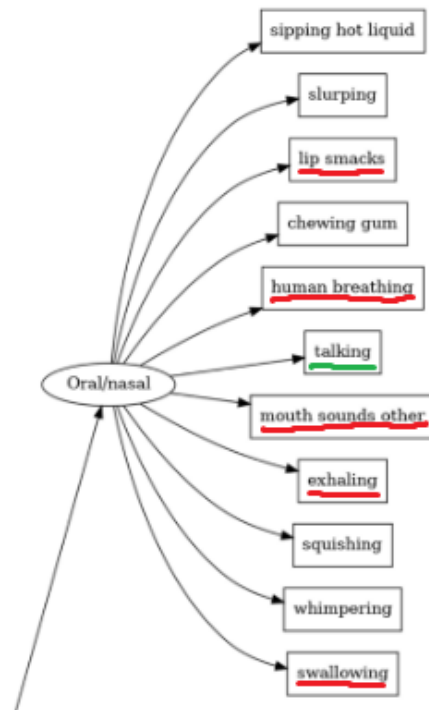 sipping hot liquid
slurping
lip smacks
chewing gum
human breathing
talking
Oral/nasal
mouth sounds other
exhaling
squishing
whimpering
swallowing